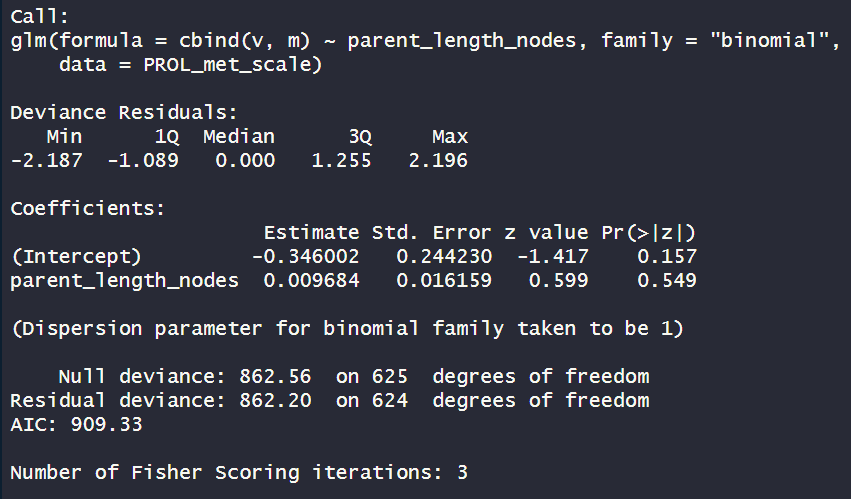 Call:
glm(formula = cbind(v, m) ~ parent_length_nodes, family = "binomial",
    data = PROL_met_scale)

Deviance Residuals:
   Min      1Q  Median      3Q     Max
-2.187  -1.089   0.000   1.255   2.196

Coefficients:
                     Estimate Std. Error z value Pr(>|z|)
(Intercept)         -0.346002   0.244230  -1.417    0.157
parent_length_nodes  0.009684   0.016159   0.599    0.549

(Dispersion parameter for binomial family taken to be 1)

    Null deviance: 862.56  on 625  degrees of freedom
Residual deviance: 862.20  on 624  degrees of freedom
AIC: 909.33

Number of Fisher Scoring iterations: 3